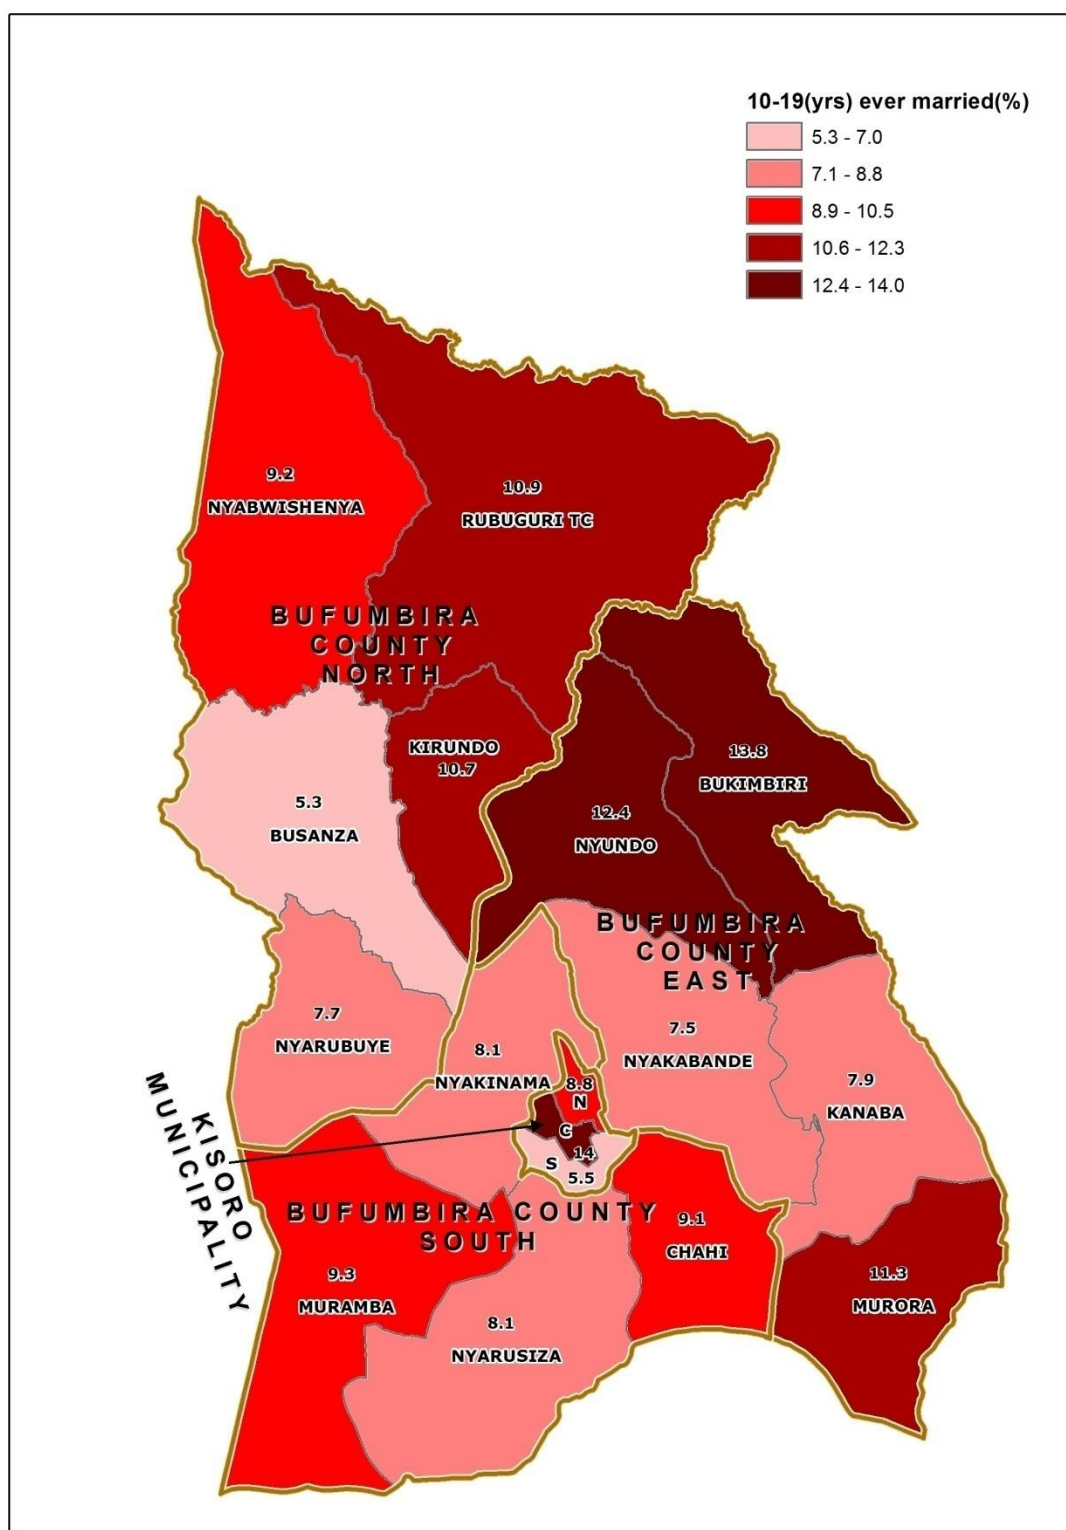 10-19(yrs) ever married(%)
5.3 - 7.0
7.1 - 8.8
8.9 - 10.5
10.6 - 12.3
12.4 - 14.0
9.2
NYABWISHENYA
10.9
RUBUGURI TC
BUFUMBIRA
COUNTY
NORTH
KIRUNDO
10.7
13.8
BUKIMBIRI
5.3
BUSANZA
12.4
NYUNDO
BUFUMBIRA
COUNTY
EAST
7.7
NYARUBUYE
8.1
NYAKINAMA
7.5
NYAKABANDE
7.9
KANABA
8.8
N
C
14
S
5.5
KISORO
MUNICIPALITY
BUFUMBIRA COUNTY
SOUTH
9.3
MURAMBA
9.1
CHAHI
11.3
MURORA
8.1
NYARUSIZA